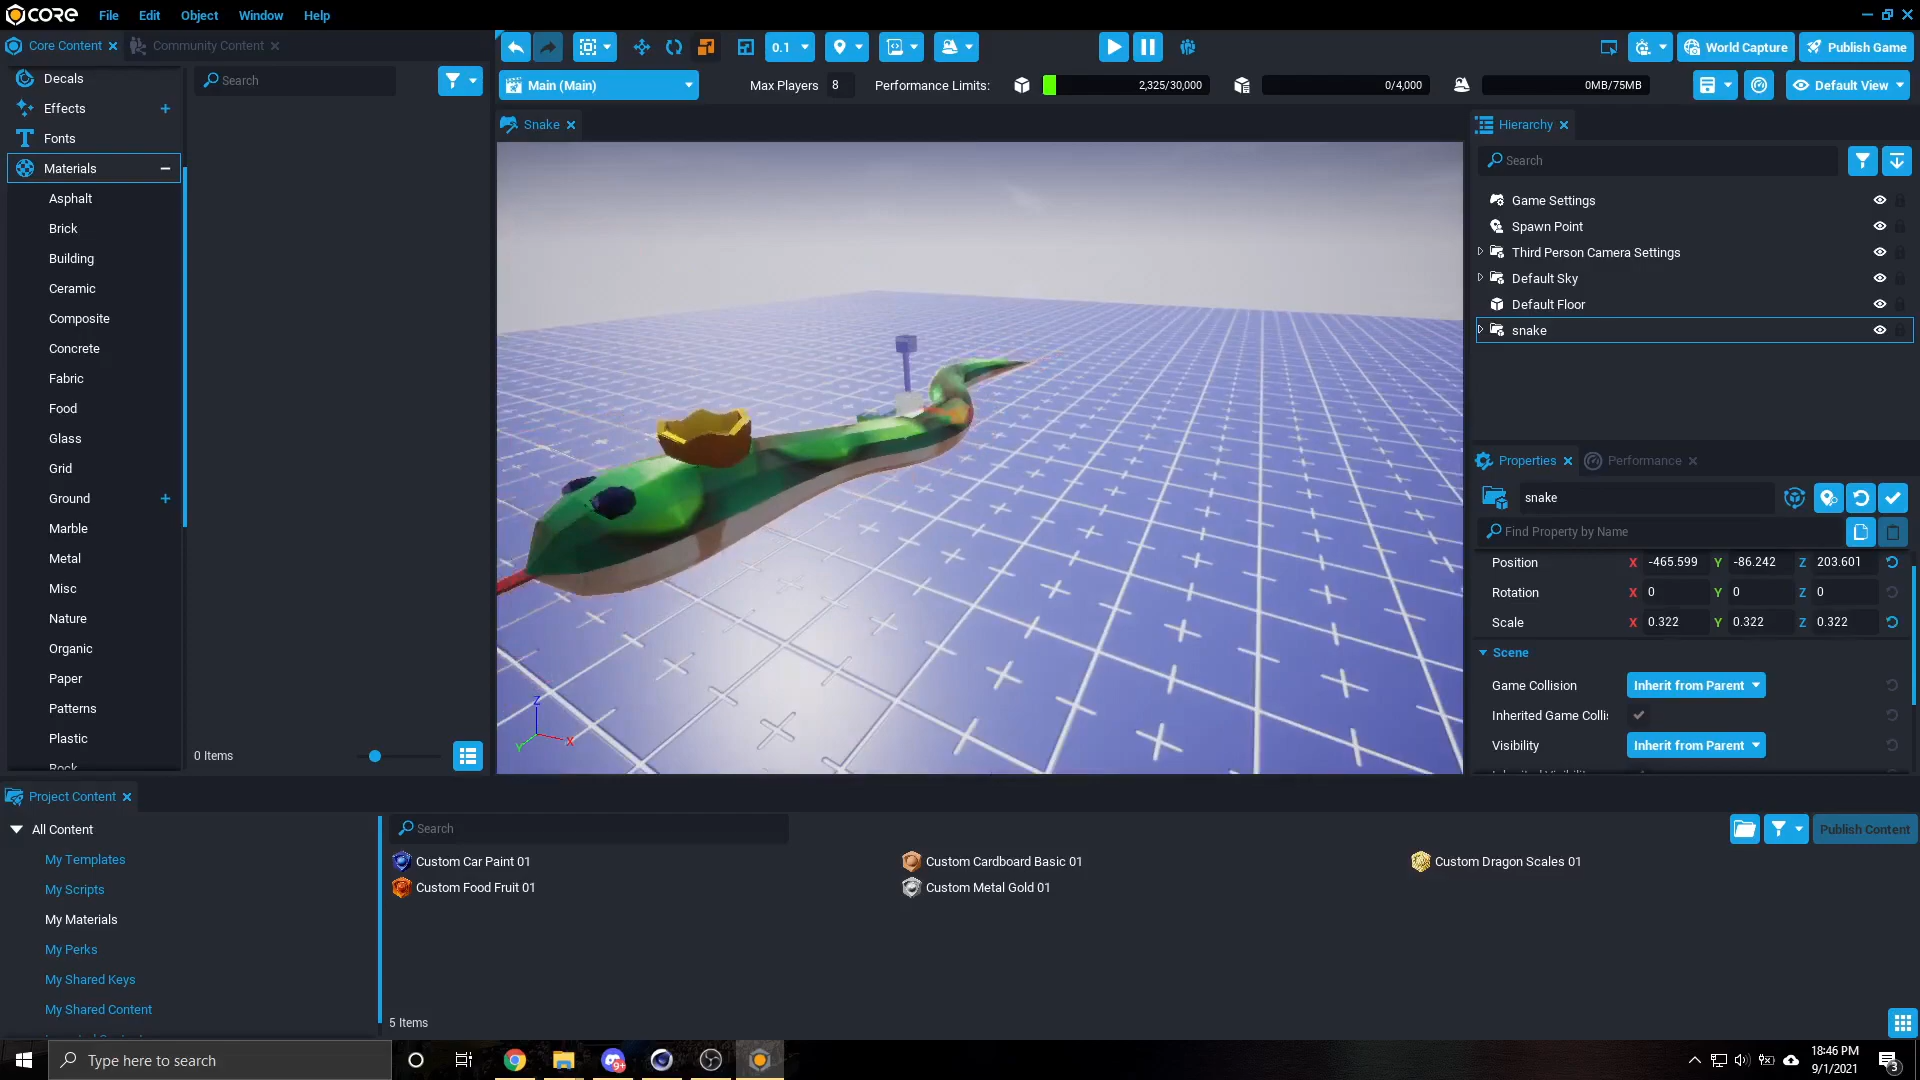 CORE
File
Edit
Object
Window
Help
Core Content
Community Content
0.1
World Capture
Publish Game
Decals
Effects
Fonts
Materials
Asphalt
Brick
Building
Ceramic
Composite
Concrete
Fabric
Food
Glass
Grid
Ground
Marble
Metal
Misc
Nature
Organic
Paper
Patterns
Plastic
Rock
Search
0 Items
Main (Main)
Max Players 8
Performance Limits:
2,325/30,000
0/4,000
0MB/75MB
Default View
Snake
Z
Y
X
Hierarchy
Search
Game Settings
Spawn Point
Third Person Camera Settings
Default Sky
Default Floor
snake
Properties
Performance
snake
Find Property by Name
Position X -465.599 Y -86.242 Z 203.601
Rotation X 0 Y 0 Z 0
Scale X 0.322 Y 0.322 Z 0.322
Scene
Game Collision Inherit from Parent
Inherited Game Colli
Visibility Inherit from Parent
Project Content
All Content
My Templates
My Scripts
My Materials
My Perks
My Shared Keys
My Shared Content
Search
Publish Content
Custom Car Paint 01
Custom Cardboard Basic 01
Custom Dragon Scales 01
Custom Food Fruit 01
Custom Metal Gold 01
5 Items
Type here to search
9+
18:46 PM
9/1/2021
3